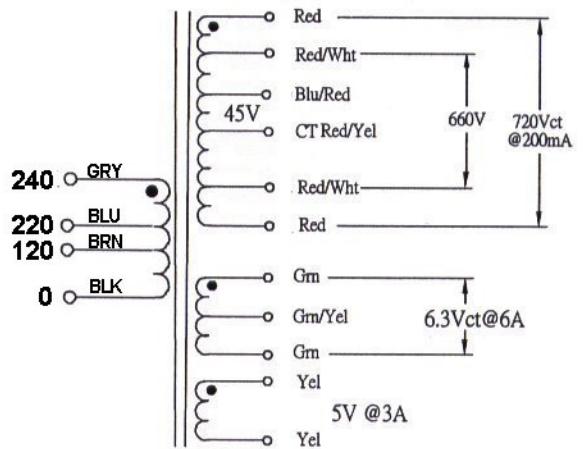 Red
Red/Wht
Blu/Red
45V
CT Red/Yel
660V
720Vct
@200mA
Red/Wht
Red
240 GRY
220 BLU
120 BRN
0 BLK
Grn
Grn/Yel
6.3Vct@6A
Grn
Yel
5V @3A
Yel